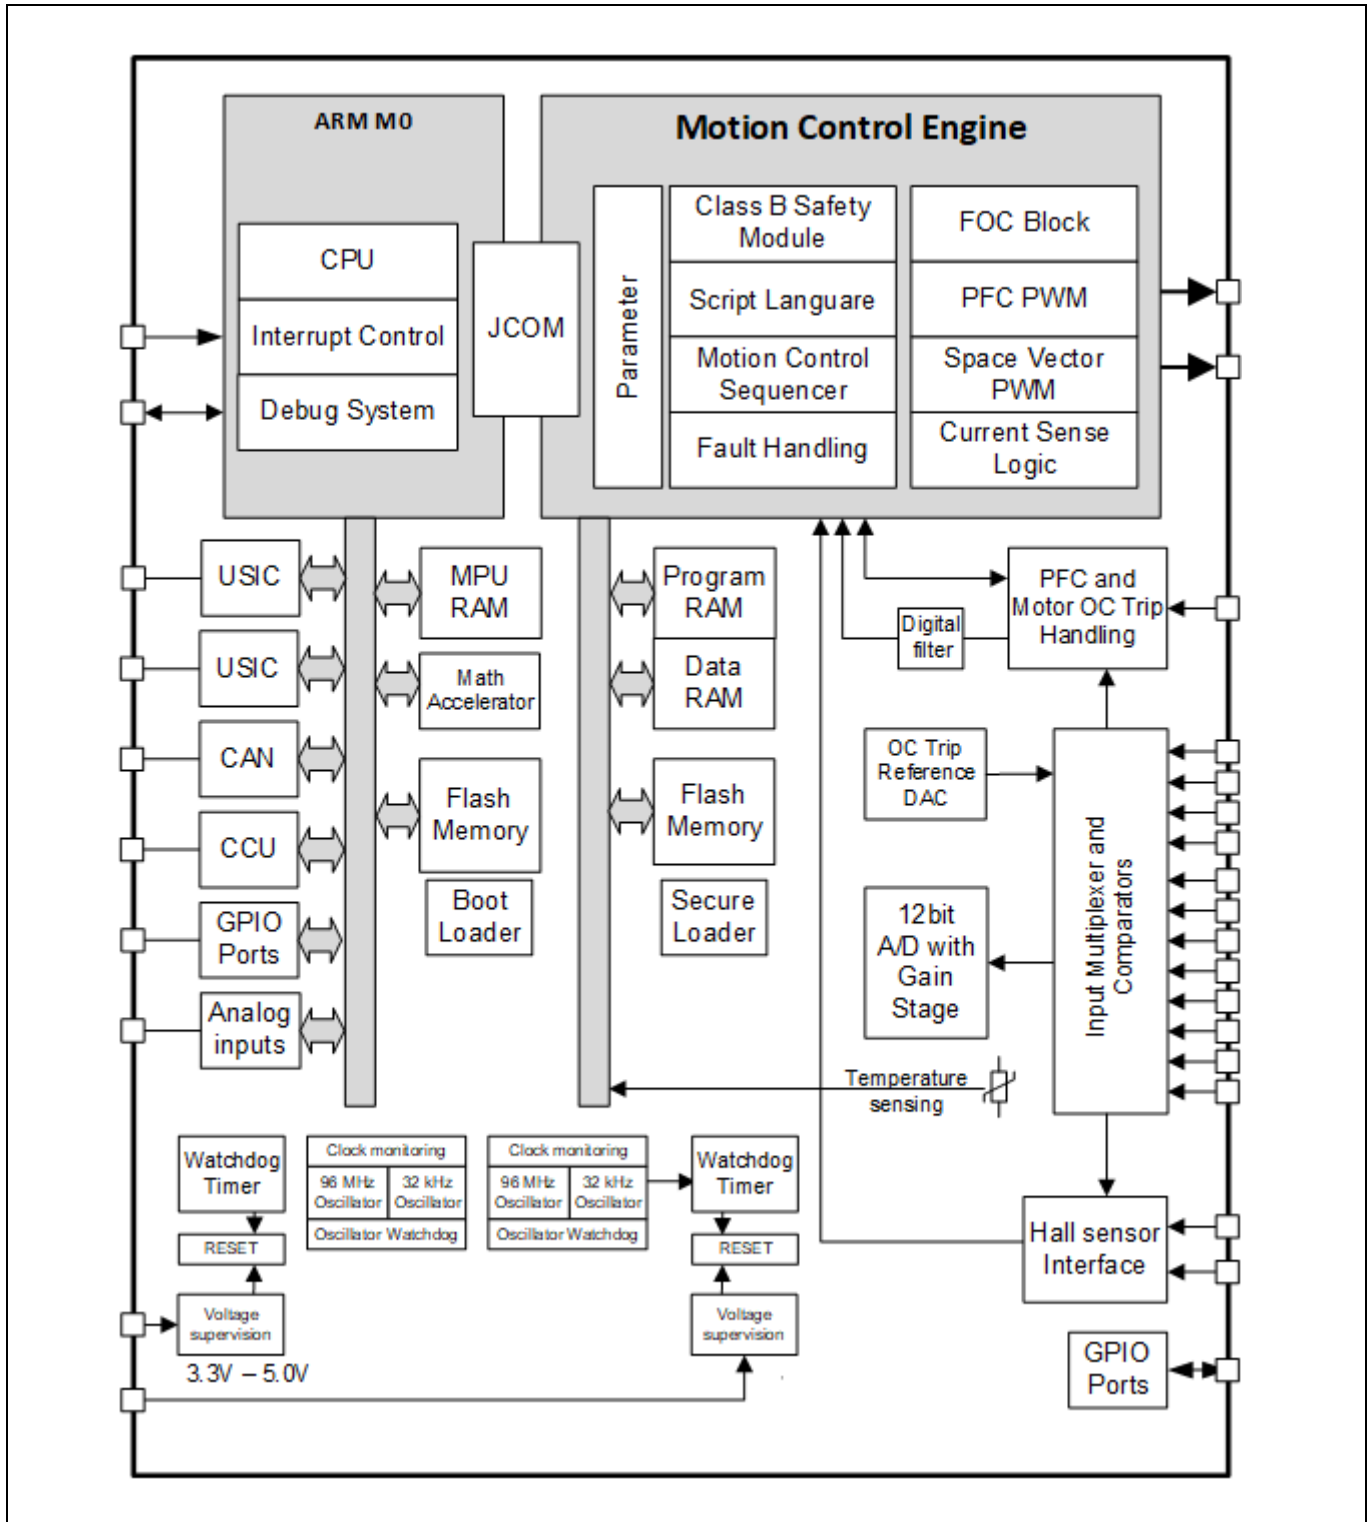 ARM M0
Motion Control Engine
CPU
Interrupt Control
Debug System
JCOM
Parameter
Class B Safety
Module
Script Languare
Motion Control
Sequencer
Fault Handling
FOC Block
PFC PWM
Space Vector
PWM
Current Sense
Logic
USIC
USIC
CAN
CCU
GPIO
Ports
Analog
inputs
MPU
RAM
Math
Accelerator
Flash
Memory
Boot
Loader
Program
RAM
Data
RAM
Flash
Memory
Secure
Loader
Digital
filter
PFC and
Motor OC Trip
Handling
OC Trip
Reference
DAC
12bit
A/D with
Gain
Stage
Input Multiplexer and
Comparators
Temperature
sensing
Watchdog
Timer
RESET
Voltage
supervision
3.3V – 5.0V
Clock monitoring
96 MHz
Oscillator
32 kHz
Oscillator
Oscillator Watchdog
Clock monitoring
96 MHz
Oscillator
32 kHz
Oscillator
Oscillator Watchdog
Watchdog
Timer
RESET
Voltage
supervision
Hall sensor
Interface
GPIO
Ports